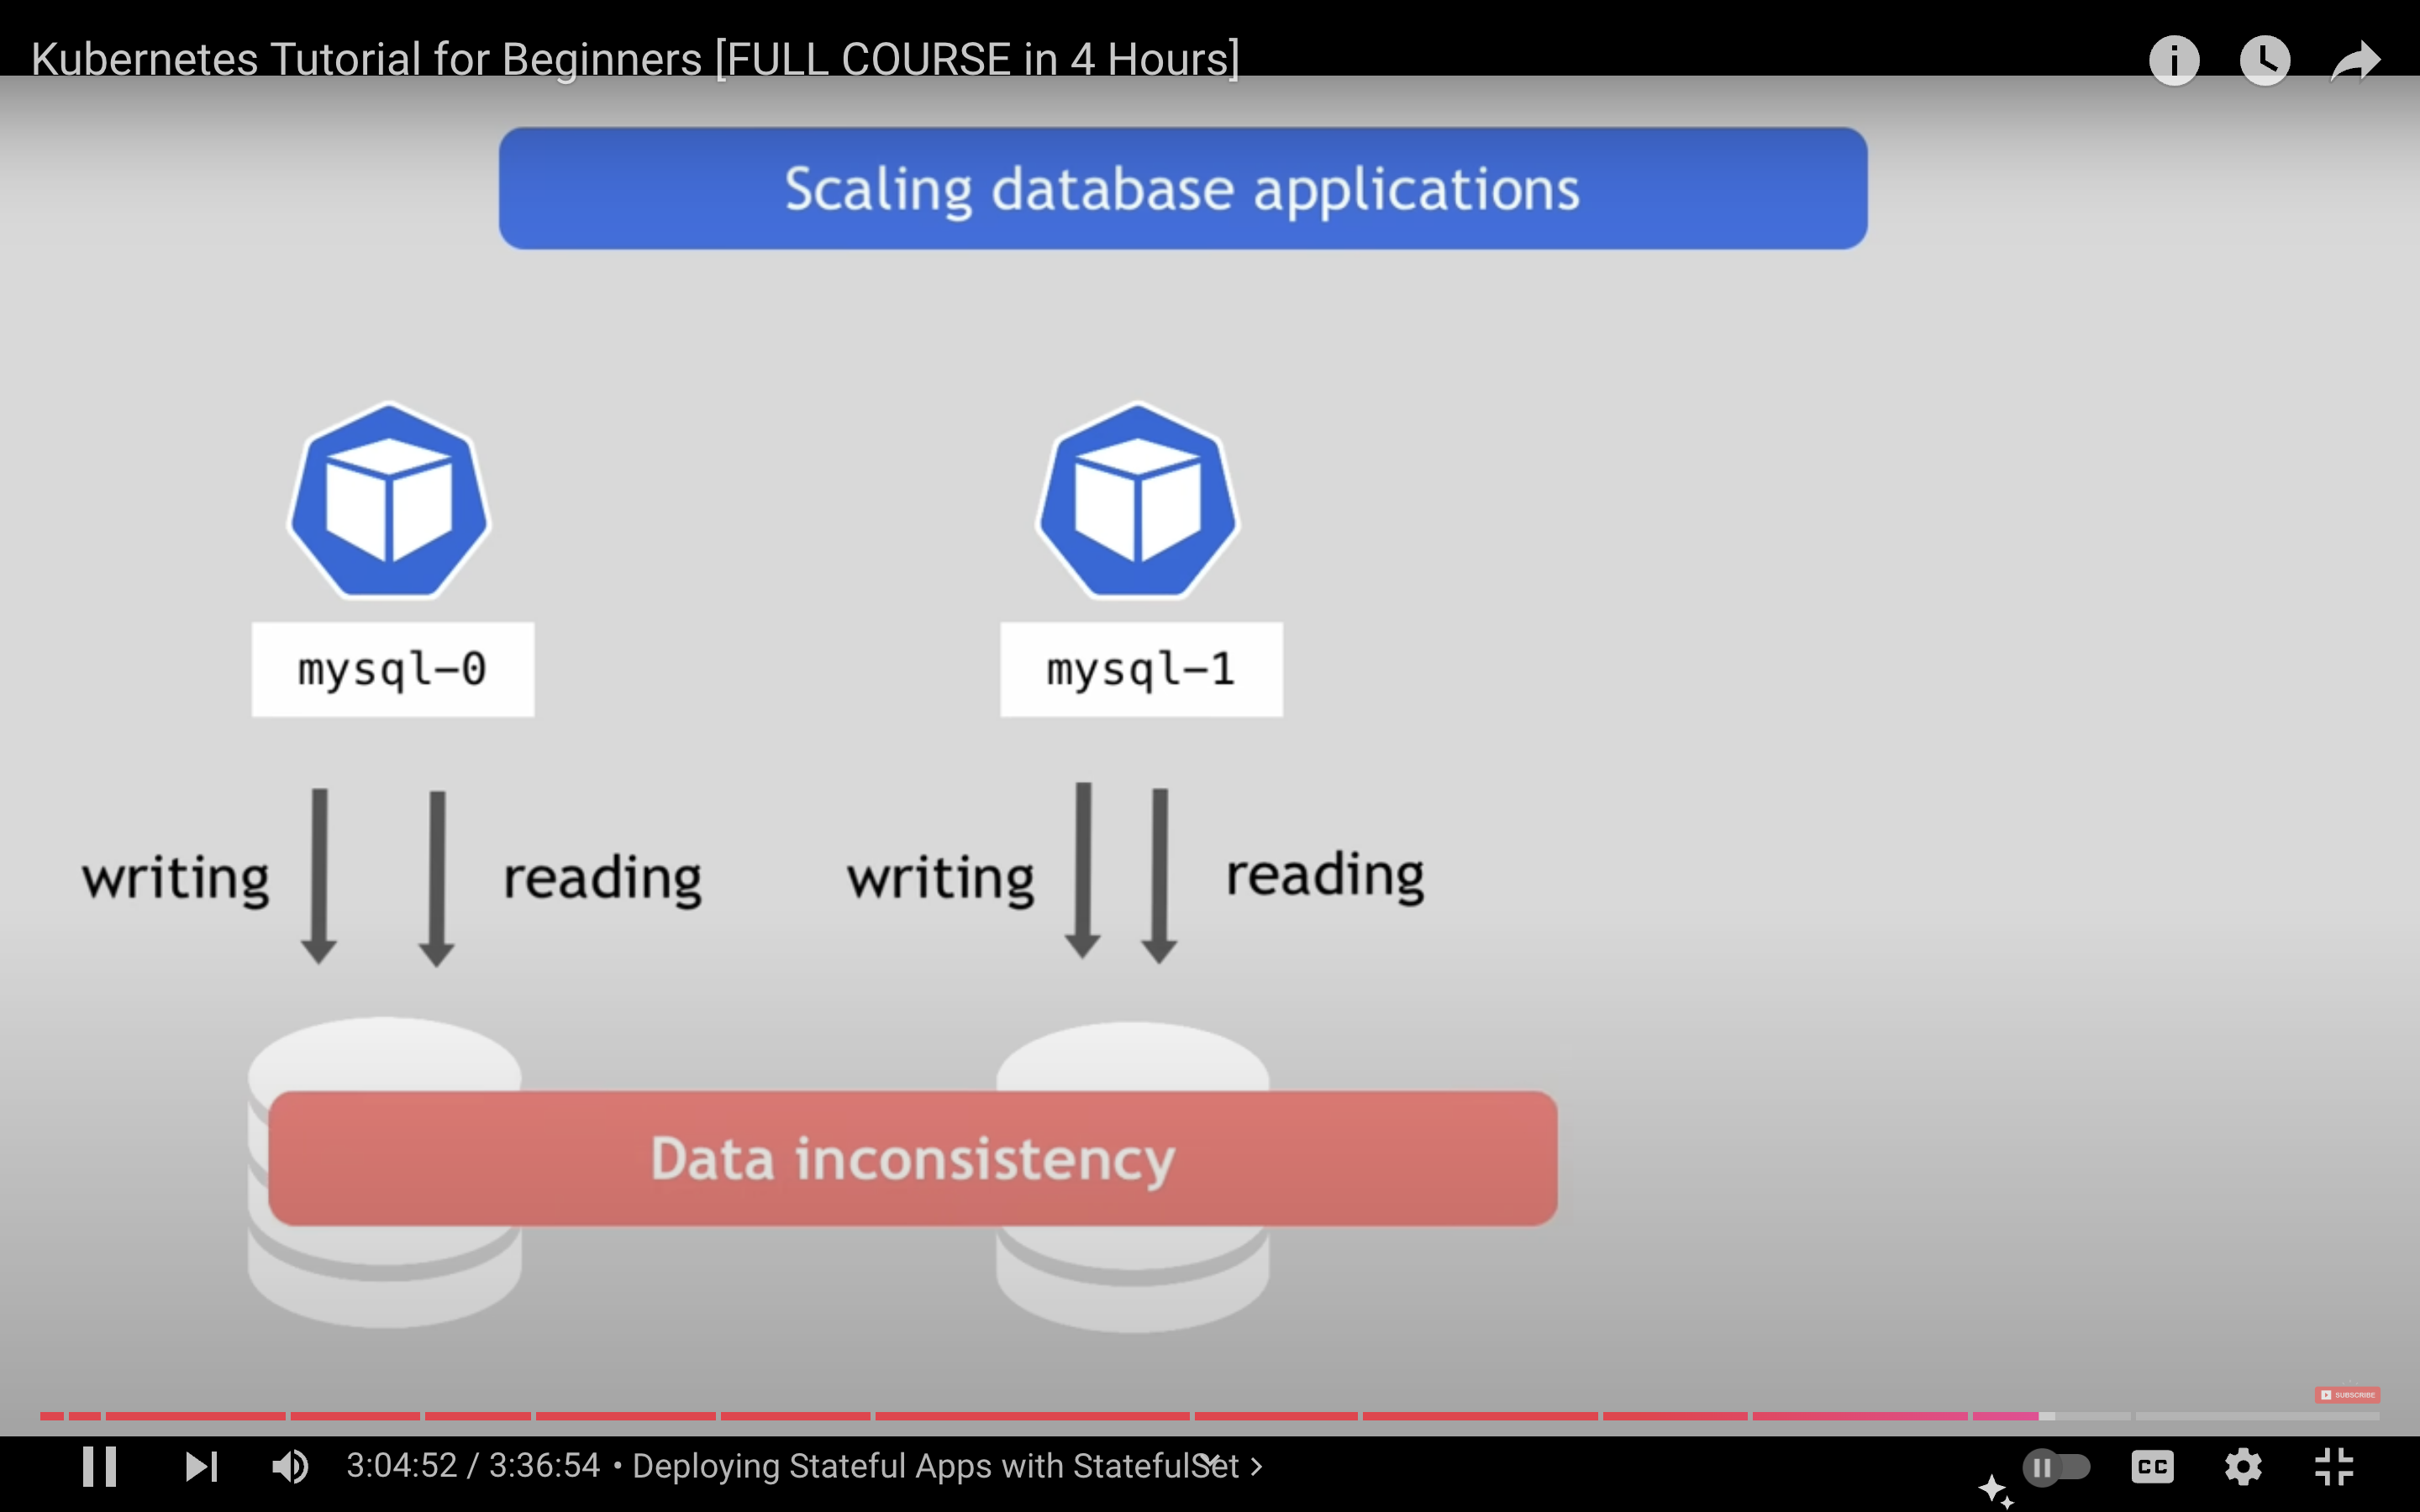 Kubernetes Tutorial for Beginners [FULL COURSE in 4 Hours]
Scaling database applications
mysql-0
mysql-1
writing
reading
writing
reading
Data inconsistency
SUBSCRIBE
3:04:52 / 3:36:54 • Deploying Stateful Apps with StatefulSet
CC